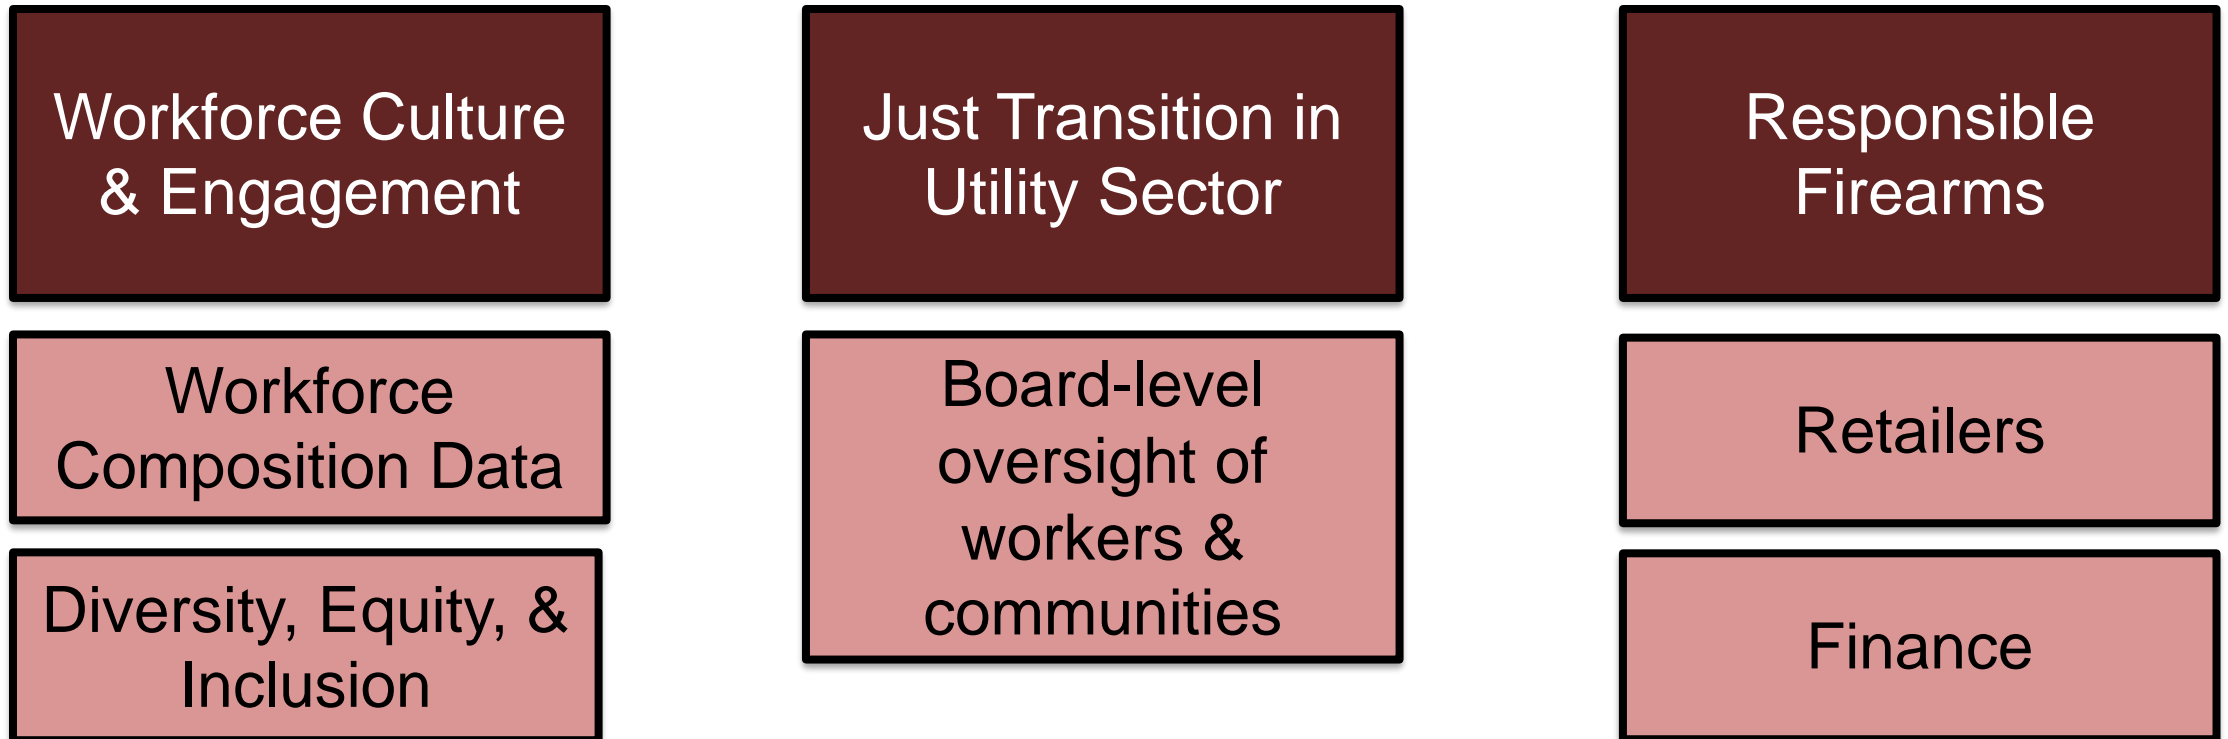 Workforce Culture
& Engagement
Workforce
Composition Data
Diversity, Equity, &
Inclusion
Just Transition in
Utility Sector
Board-level
oversight of
workers &
communities
Responsible
Firearms
Retailers
Finance